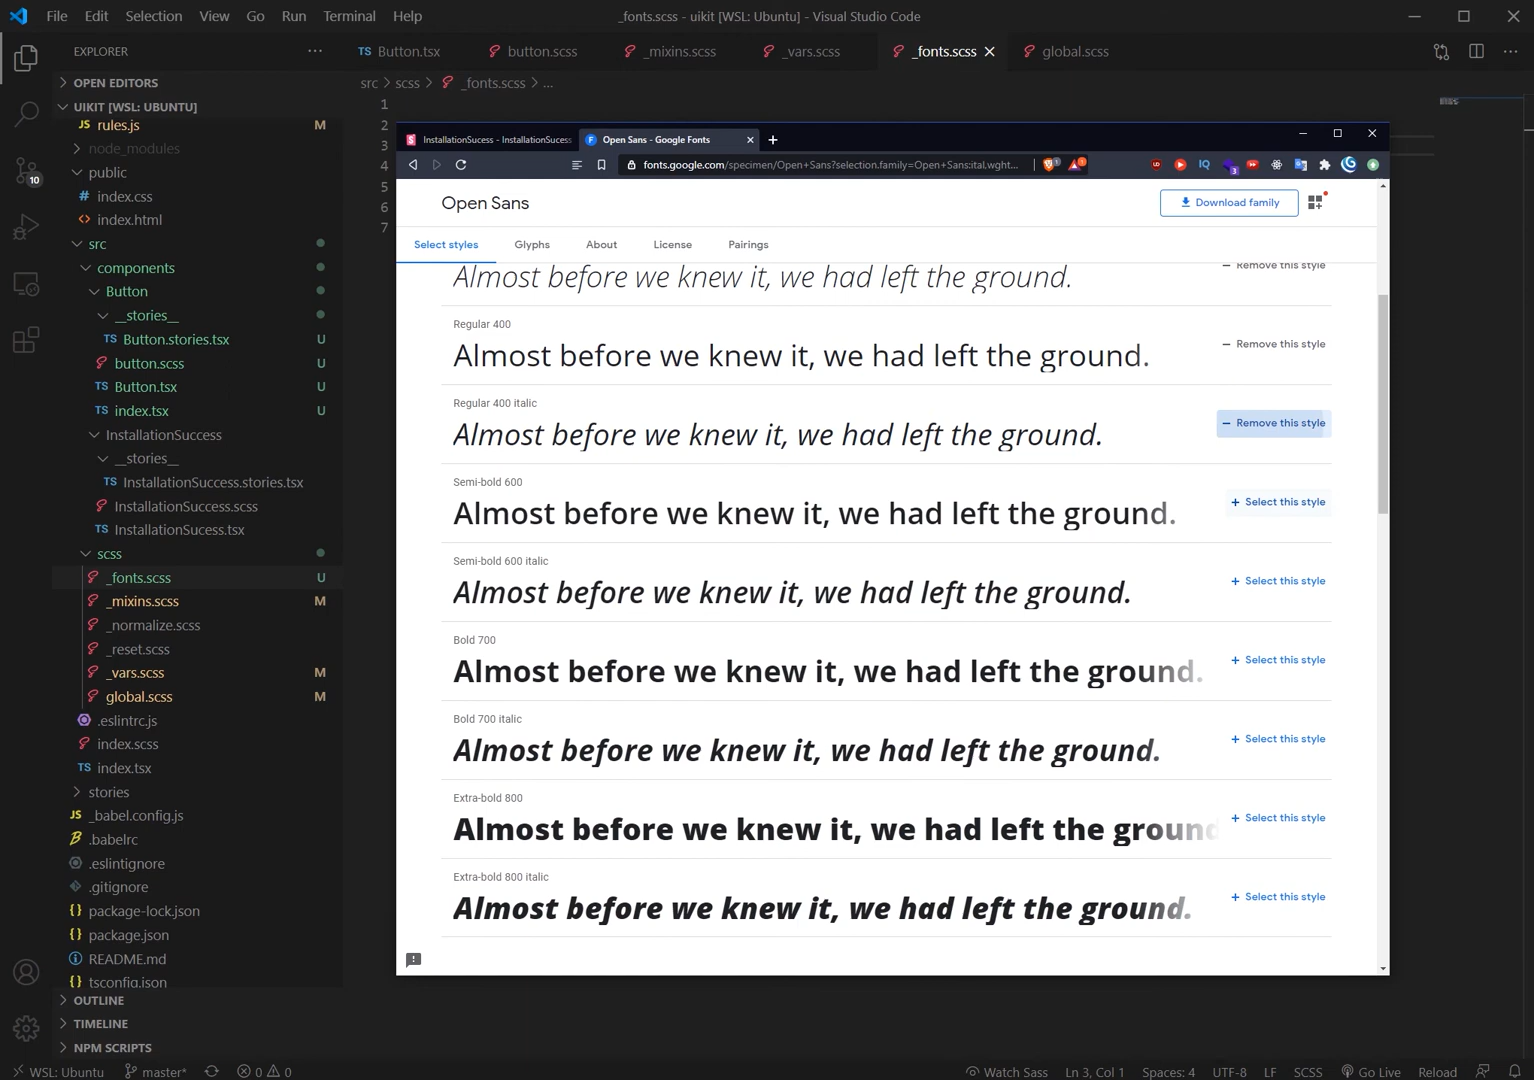 File Edit Selection View Go Run Terminal Help
_fonts.scss - uikit [WSL: Ubuntu] - Visual Studio Code
EXPLORER
OPEN EDITORS
UIKIT [WSL: UBUNTU]
JS rules.js M
node_modules
public
# index.css
<> index.html
src
components
Button
__stories__
TS Button.stories.tsx U
button.scss U
TS Button.tsx U
TS index.tsx U
InstallationSuccess
__stories__
TS InstallationSuccess.stories.tsx
InstallationSuccess.scss
TS InstallationSucess.tsx
scss
_fonts.scss U
_mixins.scss M
_normalize.scss
_reset.scss
_vars.scss M
global.scss M
.eslintrc.js
index.scss
TS index.tsx
stories
JS _babel.config.js
.babelrc
.eslintignore
.gitignore
{} package-lock.json
{} package.json
README.md
{} tsconfig.json
OUTLINE
TIMELINE
NPM SCRIPTS
10
TS Button.tsx
button.scss
_mixins.scss
_vars.scss
_fonts.scss
global.scss
src > scss > _fonts.scss > ...
1
2
3
4
5
6
7
InstallationSucess - InstallationSucess
Open Sans - Google Fonts
fonts.google.com/specimen/Open+Sans?selection.family=Open+Sans:ital,wght...
Open Sans
Download family
Select styles Glyphs About License Pairings
Almost before we knew it, we had left the ground.
Remove this style
Regular 400
Almost before we knew it, we had left the ground.
Remove this style
Regular 400 italic
Almost before we knew it, we had left the ground.
Remove this style
Semi-bold 600
Almost before we knew it, we had left the ground.
+ Select this style
Semi-bold 600 italic
Almost before we knew it, we had left the ground.
+ Select this style
Bold 700
Almost before we knew it, we had left the ground.
+ Select this style
Bold 700 italic
Almost before we knew it, we had left the ground.
+ Select this style
Extra-bold 800
Almost before we knew it, we had left the ground
+ Select this style
Extra-bold 800 italic
Almost before we knew it, we had left the ground.
+ Select this style
WSL: Ubuntu master* 0 0
Watch Sass Ln 3, Col 1 Spaces: 4 UTF-8 LF SCSS Go Live Reload